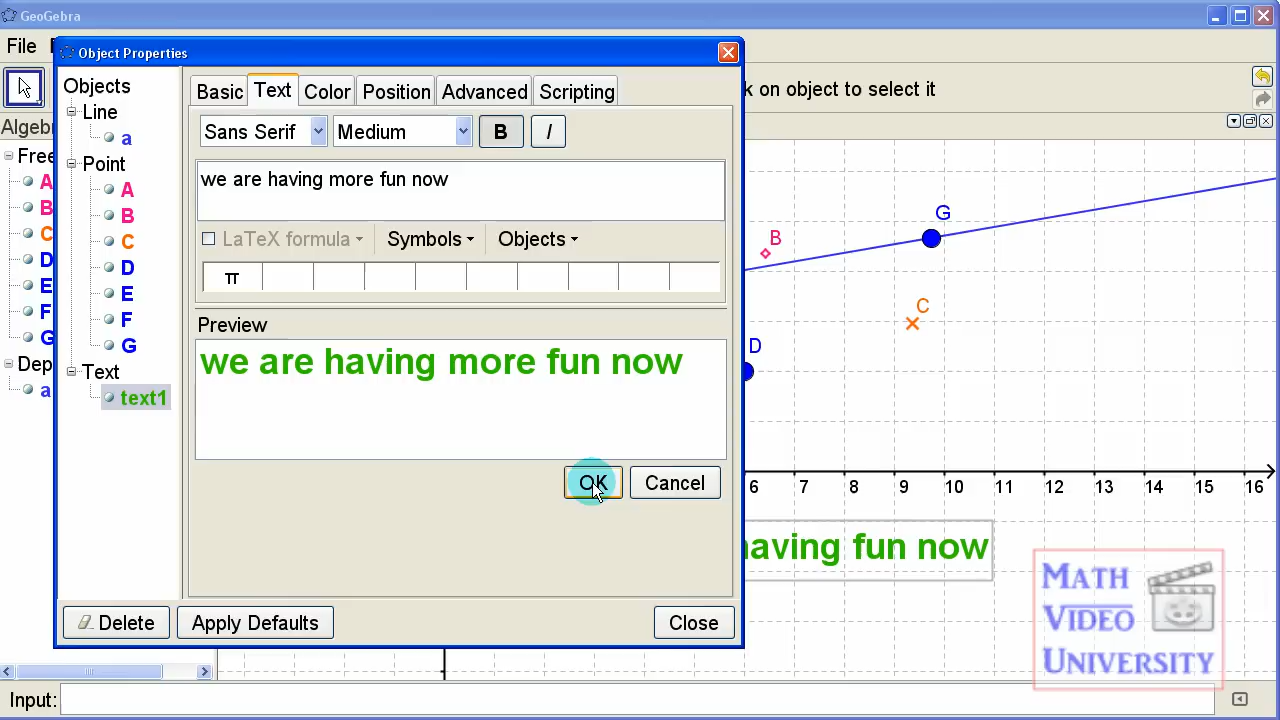 GeoGebra
File
Object Properties
Objects
Line
a
Point
A
B
C
D
E
F
G
Text
text1
Basic Text Color Position Advanced Scripting
Sans Serif Medium B I
we are having more fun now
LaTeX formula Symbols Objects
π
Preview
we are having more fun now
OK Cancel
Delete Apply Defaults Close
k on object to select it
Algeb
Free
A
B
C
D
E
F
G
Dep
a
G
B
C
D
6 7 8 9 10 11 12 13 14 15 16
having fun now
MATH
VIDEO
UNIVERSITY
Input: